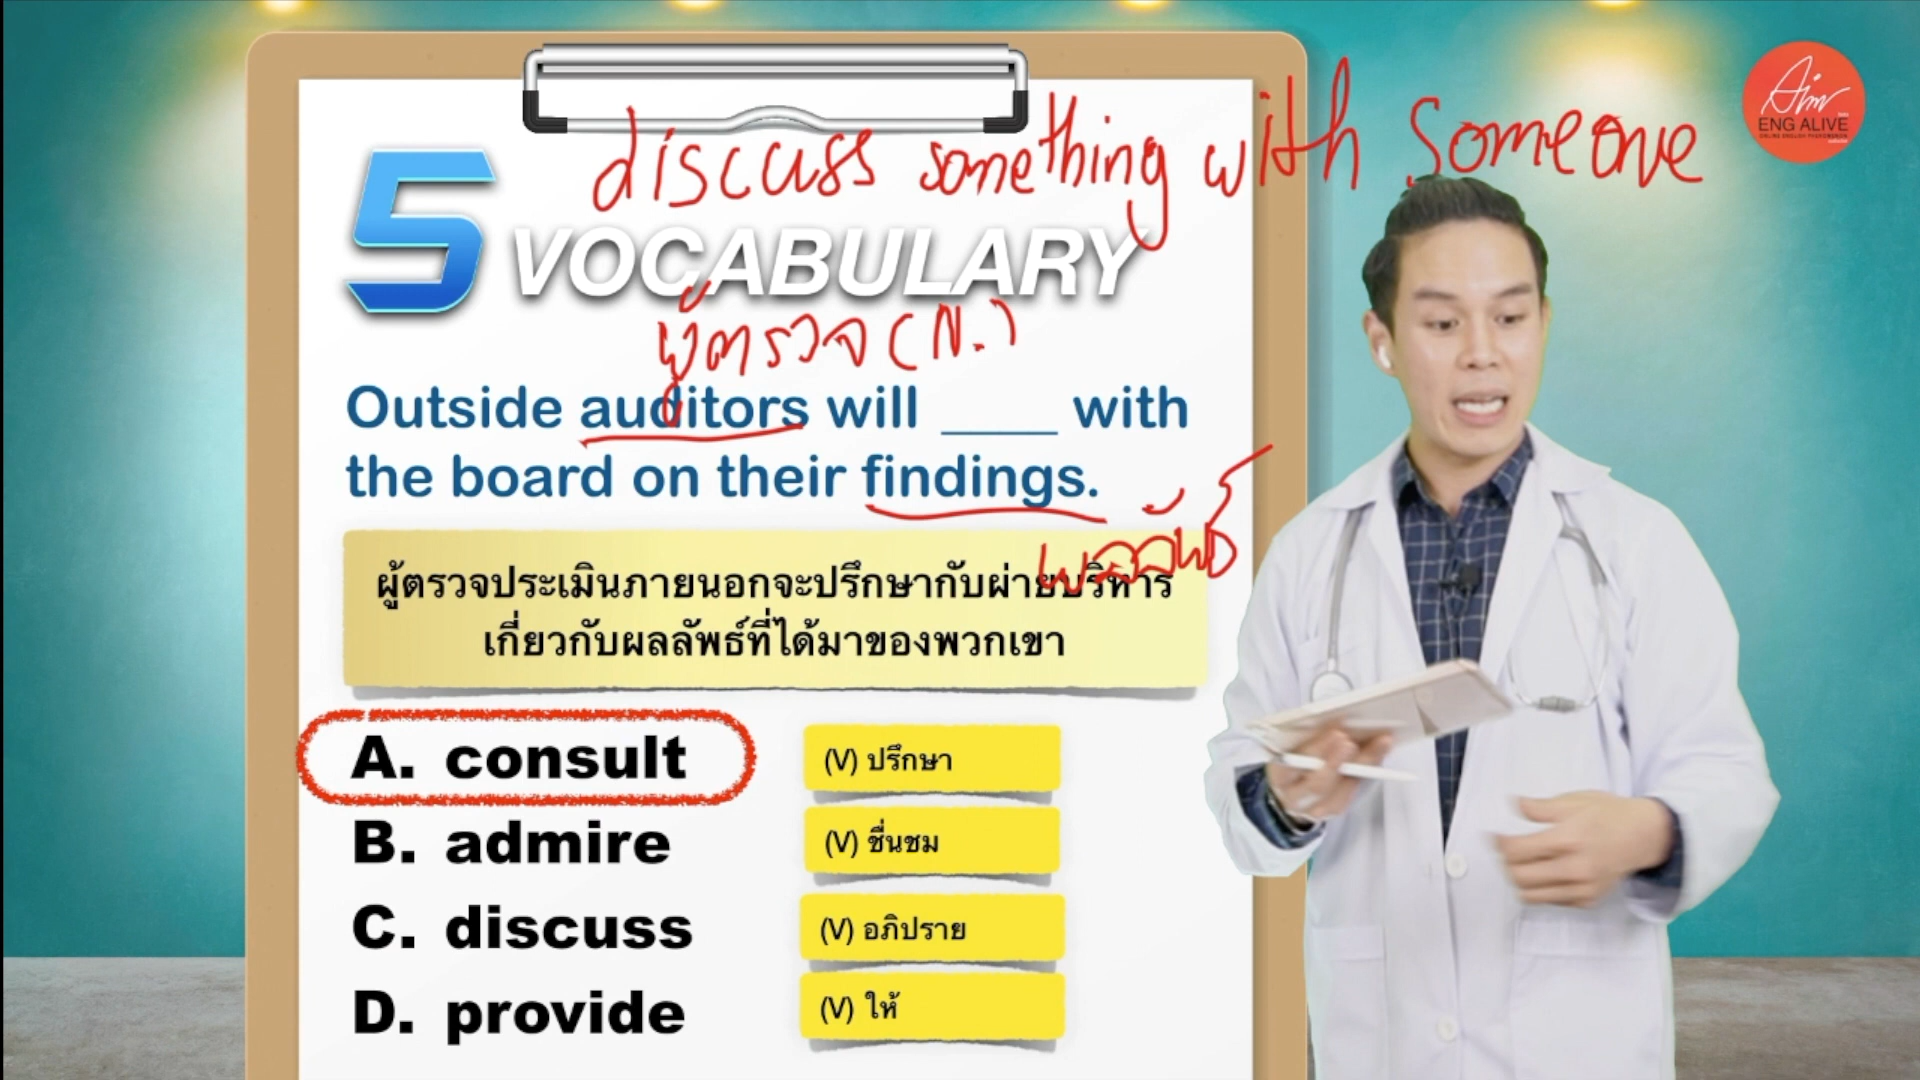 discuss something with someone
Aim
ENG ALIVE
5 VOCABULARY
ผู้ตรวจ (N.)
Outside auditors will ____ with
the board on their findings.
ผลลัพธ์
ผู้ตรวจประเมินภายนอกจะปรึกษากับฝ่ายบริหาร
เกี่ยวกับผลลัพธ์ที่ได้มาของพวกเขา
A. consult (V) ปรึกษา
B. admire (V) ชื่นชม
C. discuss (V) อภิปราย
D. provide (V) ให้